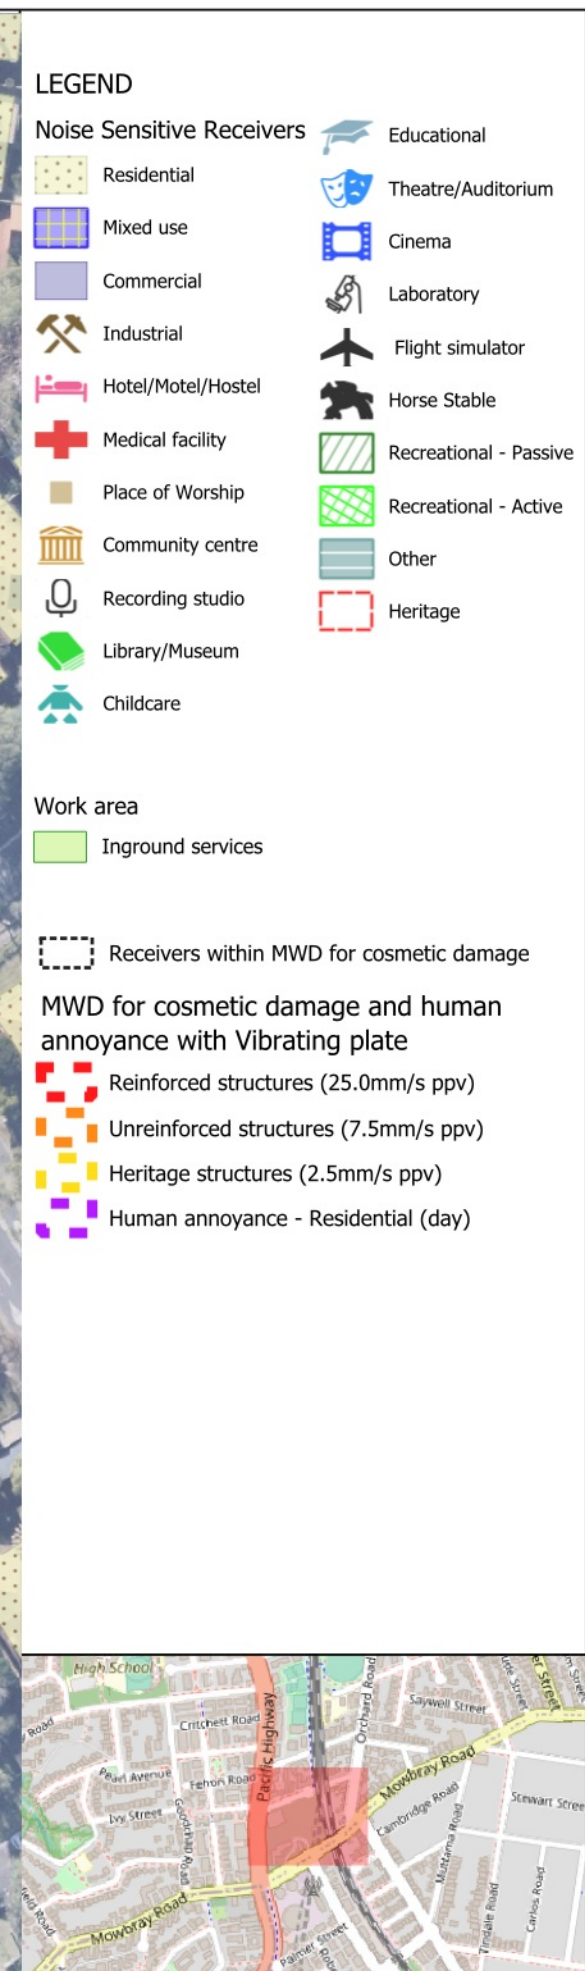 LEGEND
Noise Sensitive Receivers
Residential
Mixed use
Commercial
Industrial
Hotel/Motel/Hostel
Medical facility
Place of Worship
Community centre
Recording studio
Library/Museum
Childcare
Educational
Theatre/Auditorium
Cinema
Laboratory
Flight simulator
Horse Stable
Recreational - Passive
Recreational - Active
Other
Heritage
Work area
Inground services
Receivers within MWD for cosmetic damage
MWD for cosmetic damage and human
annoyance with Vibrating plate
Reinforced structures (25.0mm/s ppv)
Unreinforced structures (7.5mm/s ppv)
Heritage structures (2.5mm/s ppv)
Human annoyance - Residential (day)
High School
Road
Critchett Road
Pacific Highway
Orchard Road
Saywell Street
Street
Pearl Avenue
Fehon Road
Ivy Street
Goodchap Road
Mowbray Road
Cambridge Road
Stewart Stree
Muttama Road
Tindale Road
Carlos Road
Mowbray Road
Road
Palmer Street